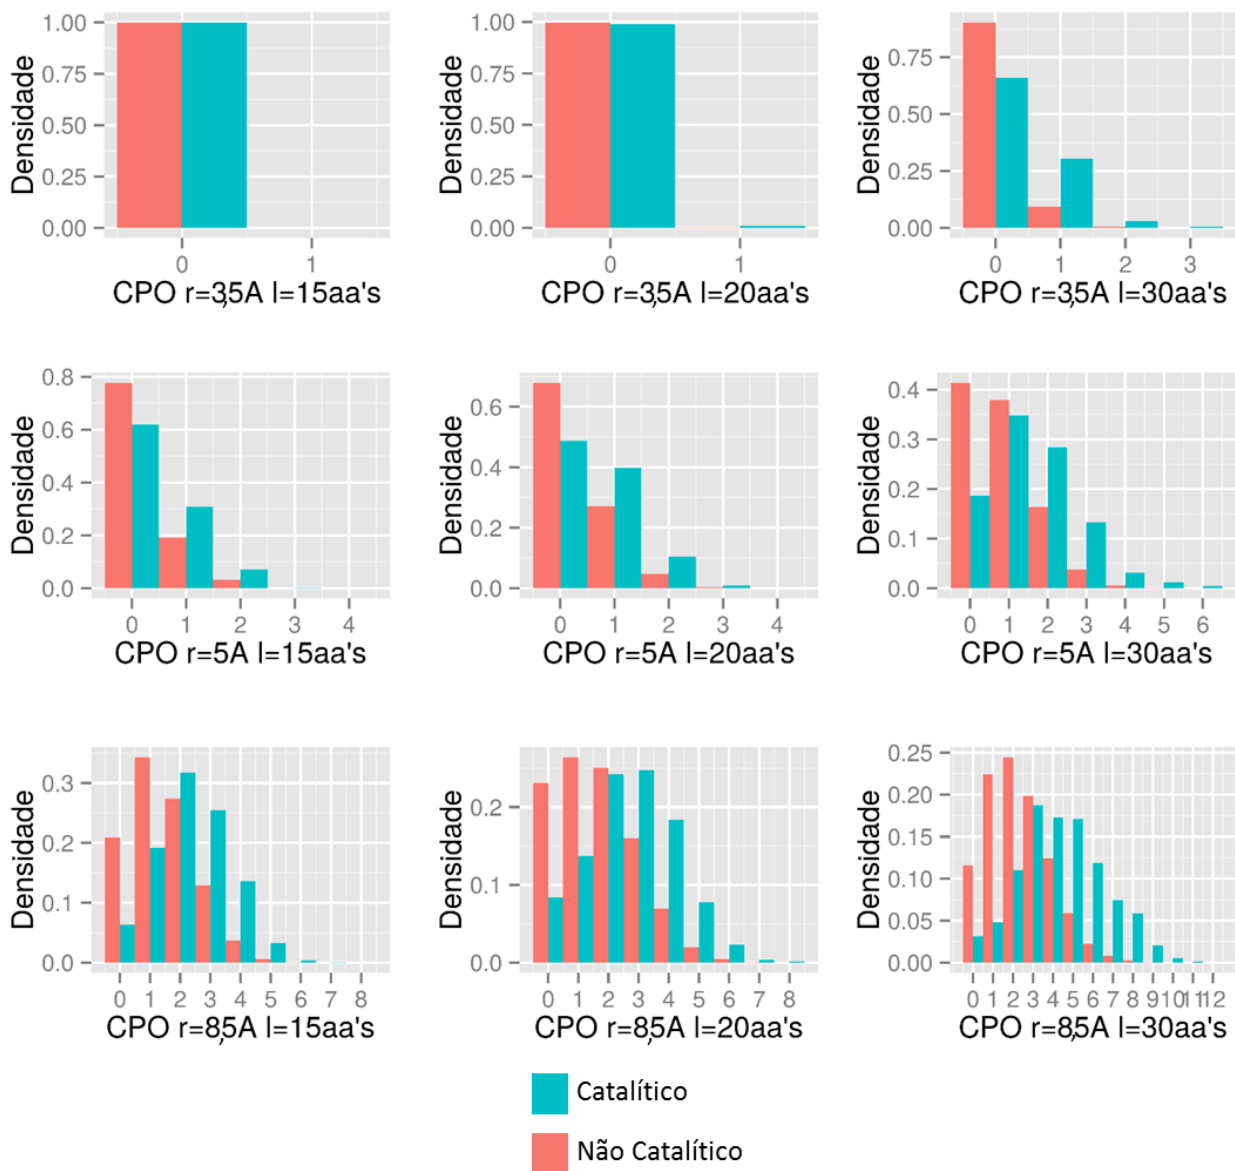 Densidade
1.00
0.75
0.50
0.25
0.00
0 1
CPO r=3,5A l=15aa's
Densidade
1.00
0.75
0.50
0.25
0.00
0 1
CPO r=3,5A l=20aa's
Densidade
0.75
0.50
0.25
0.00
0 1 2 3
CPO r=3,5A l=30aa's
Densidade
0.8
0.6
0.4
0.2
0.0
0 1 2 3 4
CPO r=5A l=15aa's
Densidade
0.6
0.4
0.2
0.0
0 1 2 3 4
CPO r=5A l=20aa's
Densidade
0.4
0.3
0.2
0.1
0.0
0 1 2 3 4 5 6
CPO r=5A l=30aa's
Densidade
0.3
0.2
0.1
0.0
0 1 2 3 4 5 6 7 8
CPO r=8,5A l=15aa's
Densidade
0.2
0.1
0.0
0 1 2 3 4 5 6 7 8
CPO r=8,5A l=20aa's
Densidade
0.25
0.20
0.15
0.10
0.05
0.00
0 1 2 3 4 5 6 7 8 9 10 11 12
CPO r=8,5A l=30aa's
Catalítico
Não Catalítico